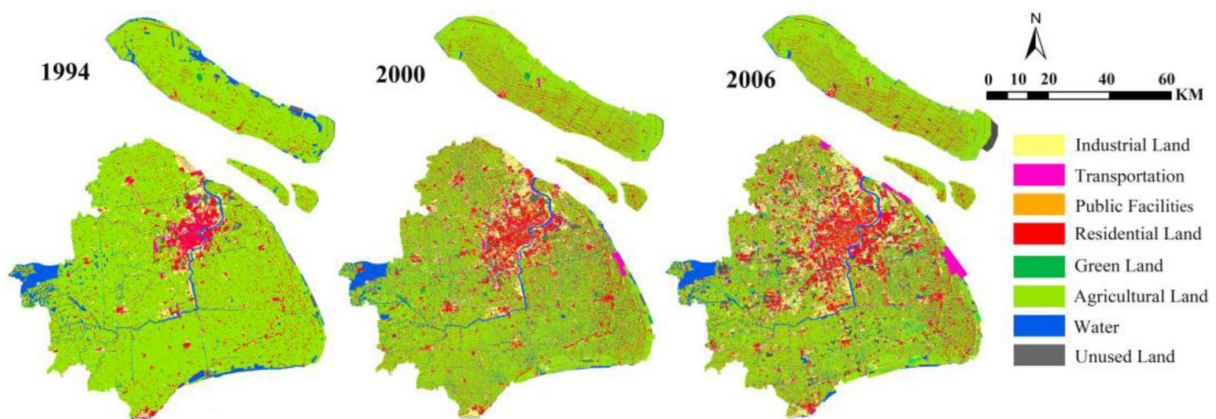 1994
2000
2006
N
0 10 20 40 60
KM
Industrial Land
Transportation
Public Facilities
Residential Land
Green Land
Agricultural Land
Water
Unused Land